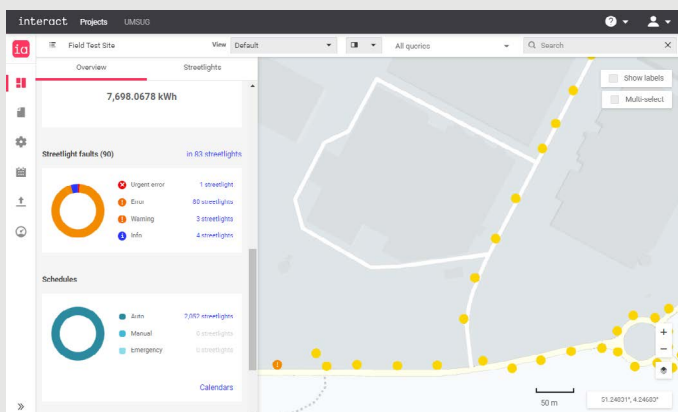 interact Projects UMSUG
ia Field Test Site View Default All queries Search
Overview Streetlights
Show labels
Multi-select
7,698.0678 kWh
Streetlight faults (90) in 83 streetlights
Urgent error 1 streetlight
Error 80 streetlights
Warning 3 streetlights
Info 4 streetlights
Schedules
Auto 2,052 streetlights
Manual 0 streetlights
Emergency 0 streetlights
Calendars
50 m
51.24031°, 4.24683°